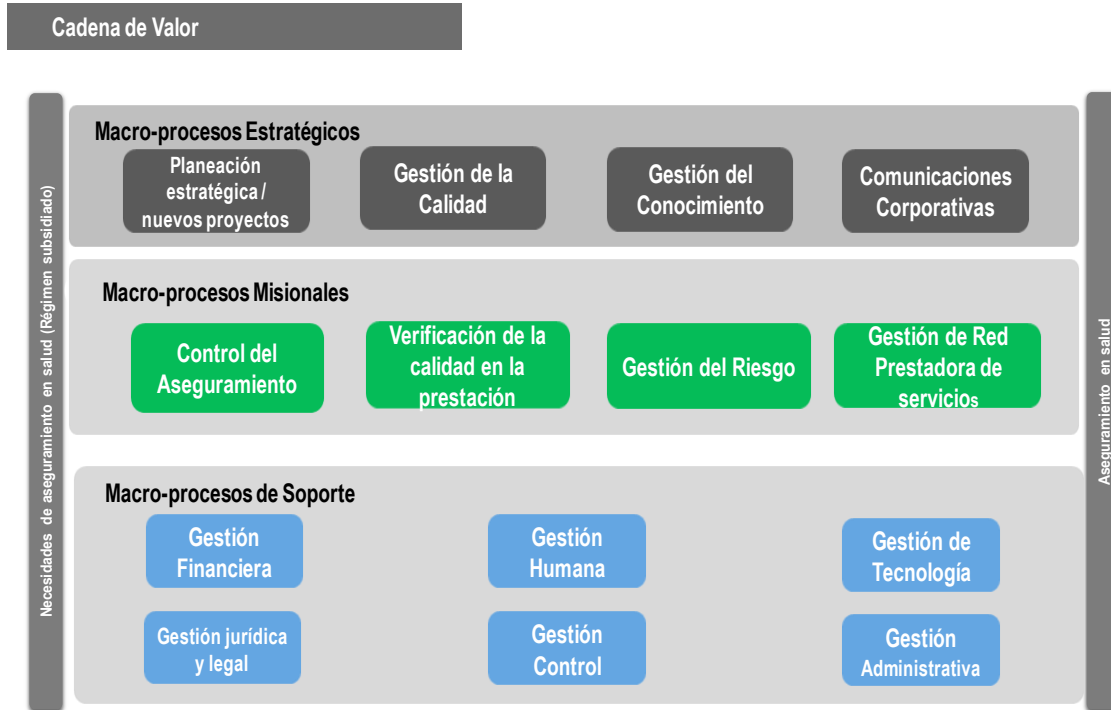 Cadena de Valor
Necesidades de aseguramiento en salud (Régimen subsidiado)
Macro-procesos Estratégicos
Planeación
estratégica /
nuevos proyectos
Gestión de la
Calidad
Gestión del
Conocimiento
Comunicaciones
Corporativas
Macro-procesos Misionales
Control del
Aseguramiento
Verificación de la
calidad en la
prestación
Gestión del Riesgo
Gestión de Red
Prestadora de
servicios
Macro-procesos de Soporte
Gestión
Financiera
Gestión
Humana
Gestión de
Tecnología
Gestión jurídica
y legal
Gestión
Control
Gestión
Administrativa
Aseguramiento en salud